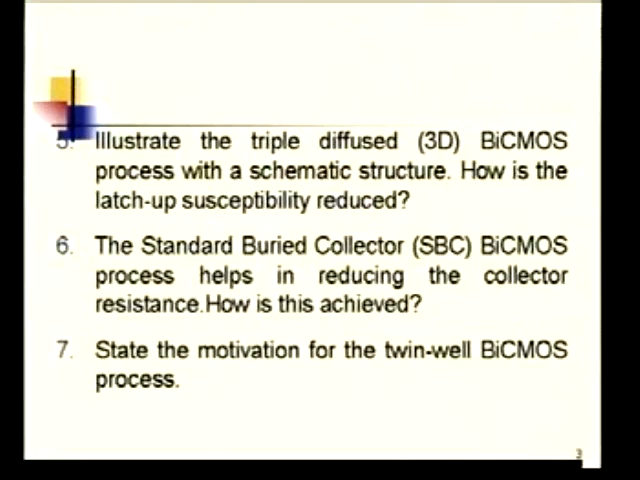 5. Illustrate the triple diffused (3D) BiCMOS
process with a schematic structure. How is the
latch-up susceptibility reduced?
6. The Standard Buried Collector (SBC) BiCMOS
process helps in reducing the collector
resistance.How is this achieved?
7. State the motivation for the twin-well BiCMOS
process.
3